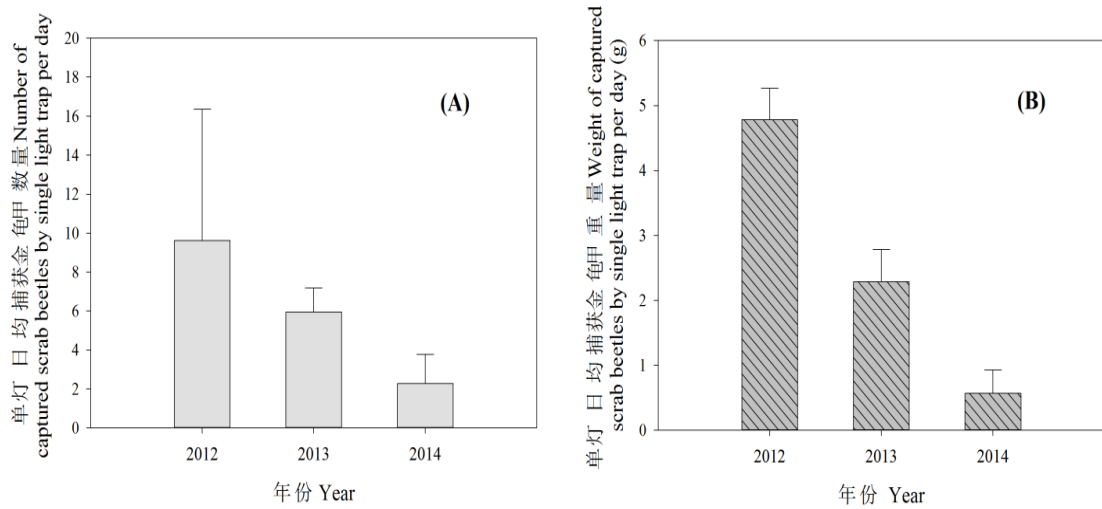 单灯 日 均 捕获金 龟甲 数量 Number of
captured scrab beetles by single light trap per day
20
18
16
14
12
10
8
6
4
2
0
(A)
2012 2013 2014
年份 Year
单灯 日 均 捕获金 龟甲 重 量 Weight of captured
scrab beetles by single light trap per day (g)
6
5
4
3
2
1
0
(B)
2012 2013 2014
年份 Year